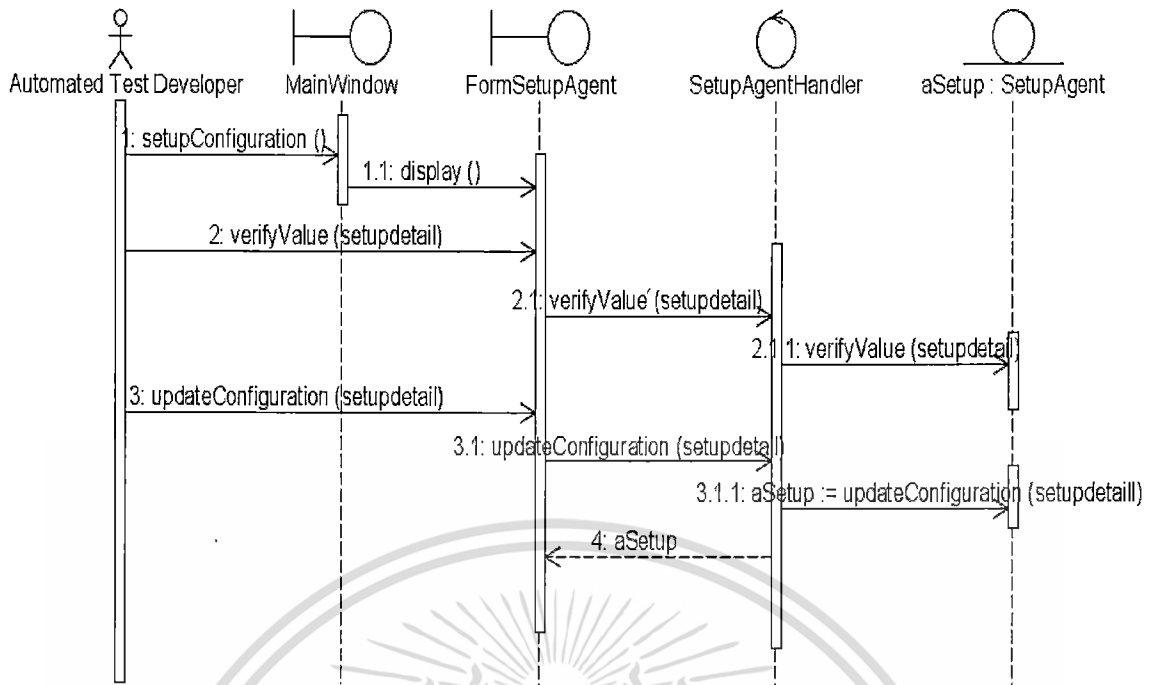 Automated Test Developer
MainWindow
FormSetupAgent
SetupAgentHandler
aSetup : SetupAgent
1: setupConfiguration ()
1.1: display ()
2: verifyValue (setupdetail)
2.1: verifyValue (setupdetail)
2.1.1: verifyValue (setupdetail)
3: updateConfiguration (setupdetail)
3.1: updateConfiguration (setupdetail)
3.1.1: aSetup := updateConfiguration (setupdetaill)
4: aSetup